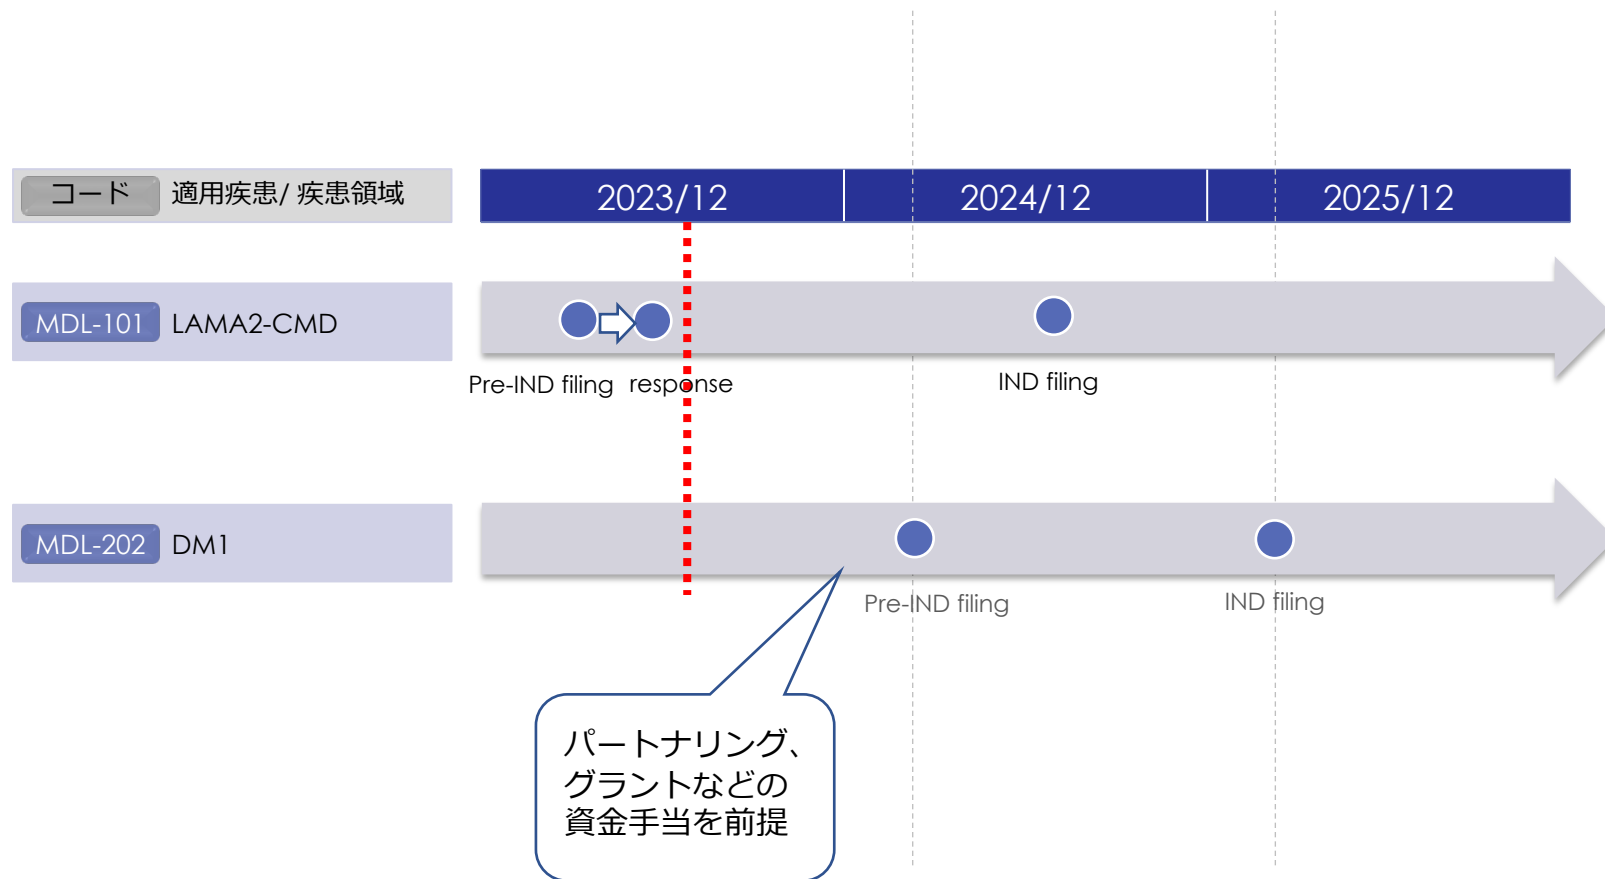 コード 適用疾患/ 疾患領域 2023/12 2024/12 2025/12
MDL-101 LAMA2-CMD
Pre-IND filing response IND filing
MDL-202 DM1
Pre-IND filing IND filing
パートナリング、
グラントなどの
資金手当を前提